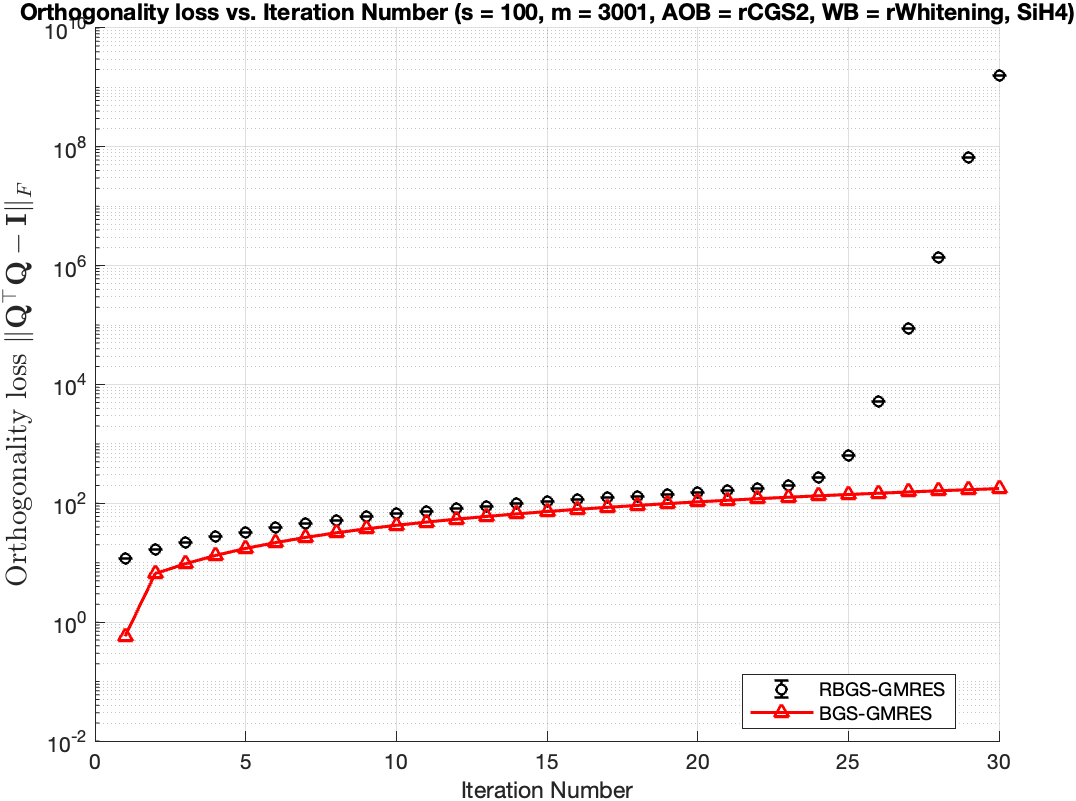 Orthogonality loss vs. Iteration Number (s = 100, m = 3001, AOB = rCGS2, WB = rWhitening, SiH4)
Orthogonality loss ||Q^⊤Q − I||_F
10^10
10^8
10^6
10^4
10^2
10^0
10^-2
0 5 10 15 20 25 30
Iteration Number
RBGS-GMRES
BGS-GMRES